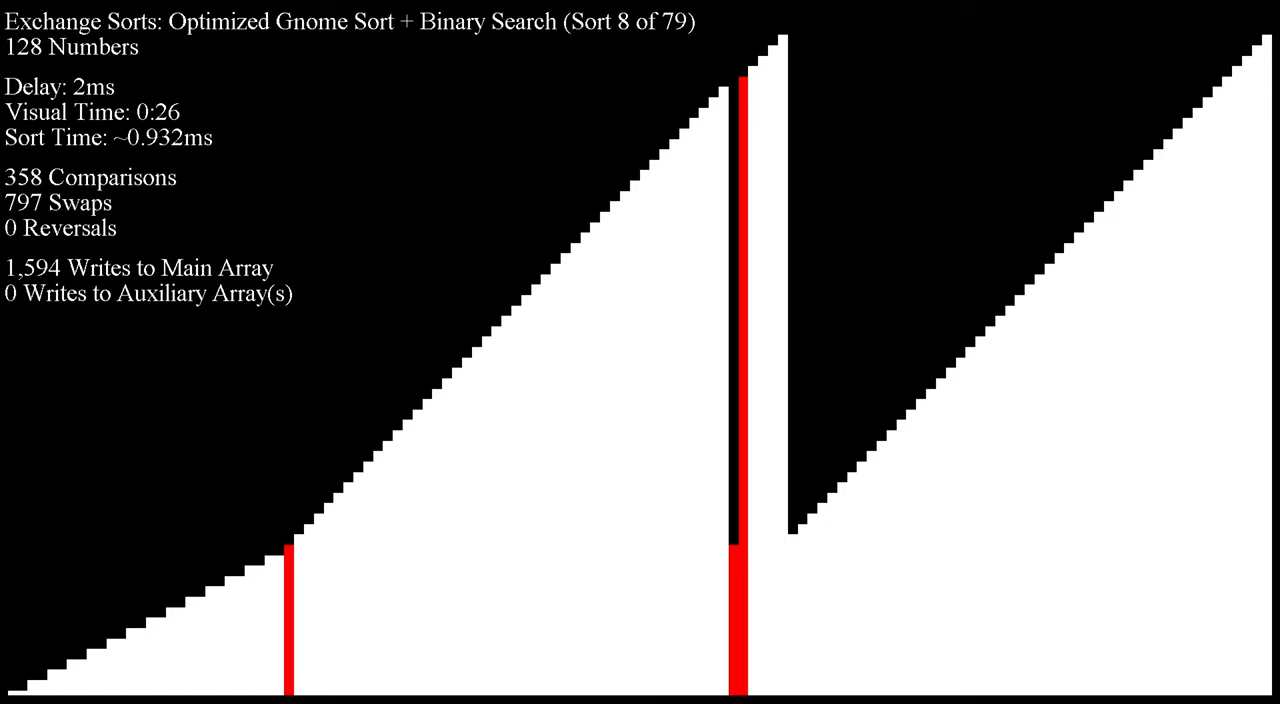 Exchange Sorts: Optimized Gnome Sort + Binary Search (Sort 8 of 79)
128 Numbers
Delay: 2ms
Visual Time: 0:26
Sort Time: ~0.932ms
358 Comparisons
797 Swaps
0 Reversals
1,594 Writes to Main Array
0 Writes to Auxiliary Array(s)